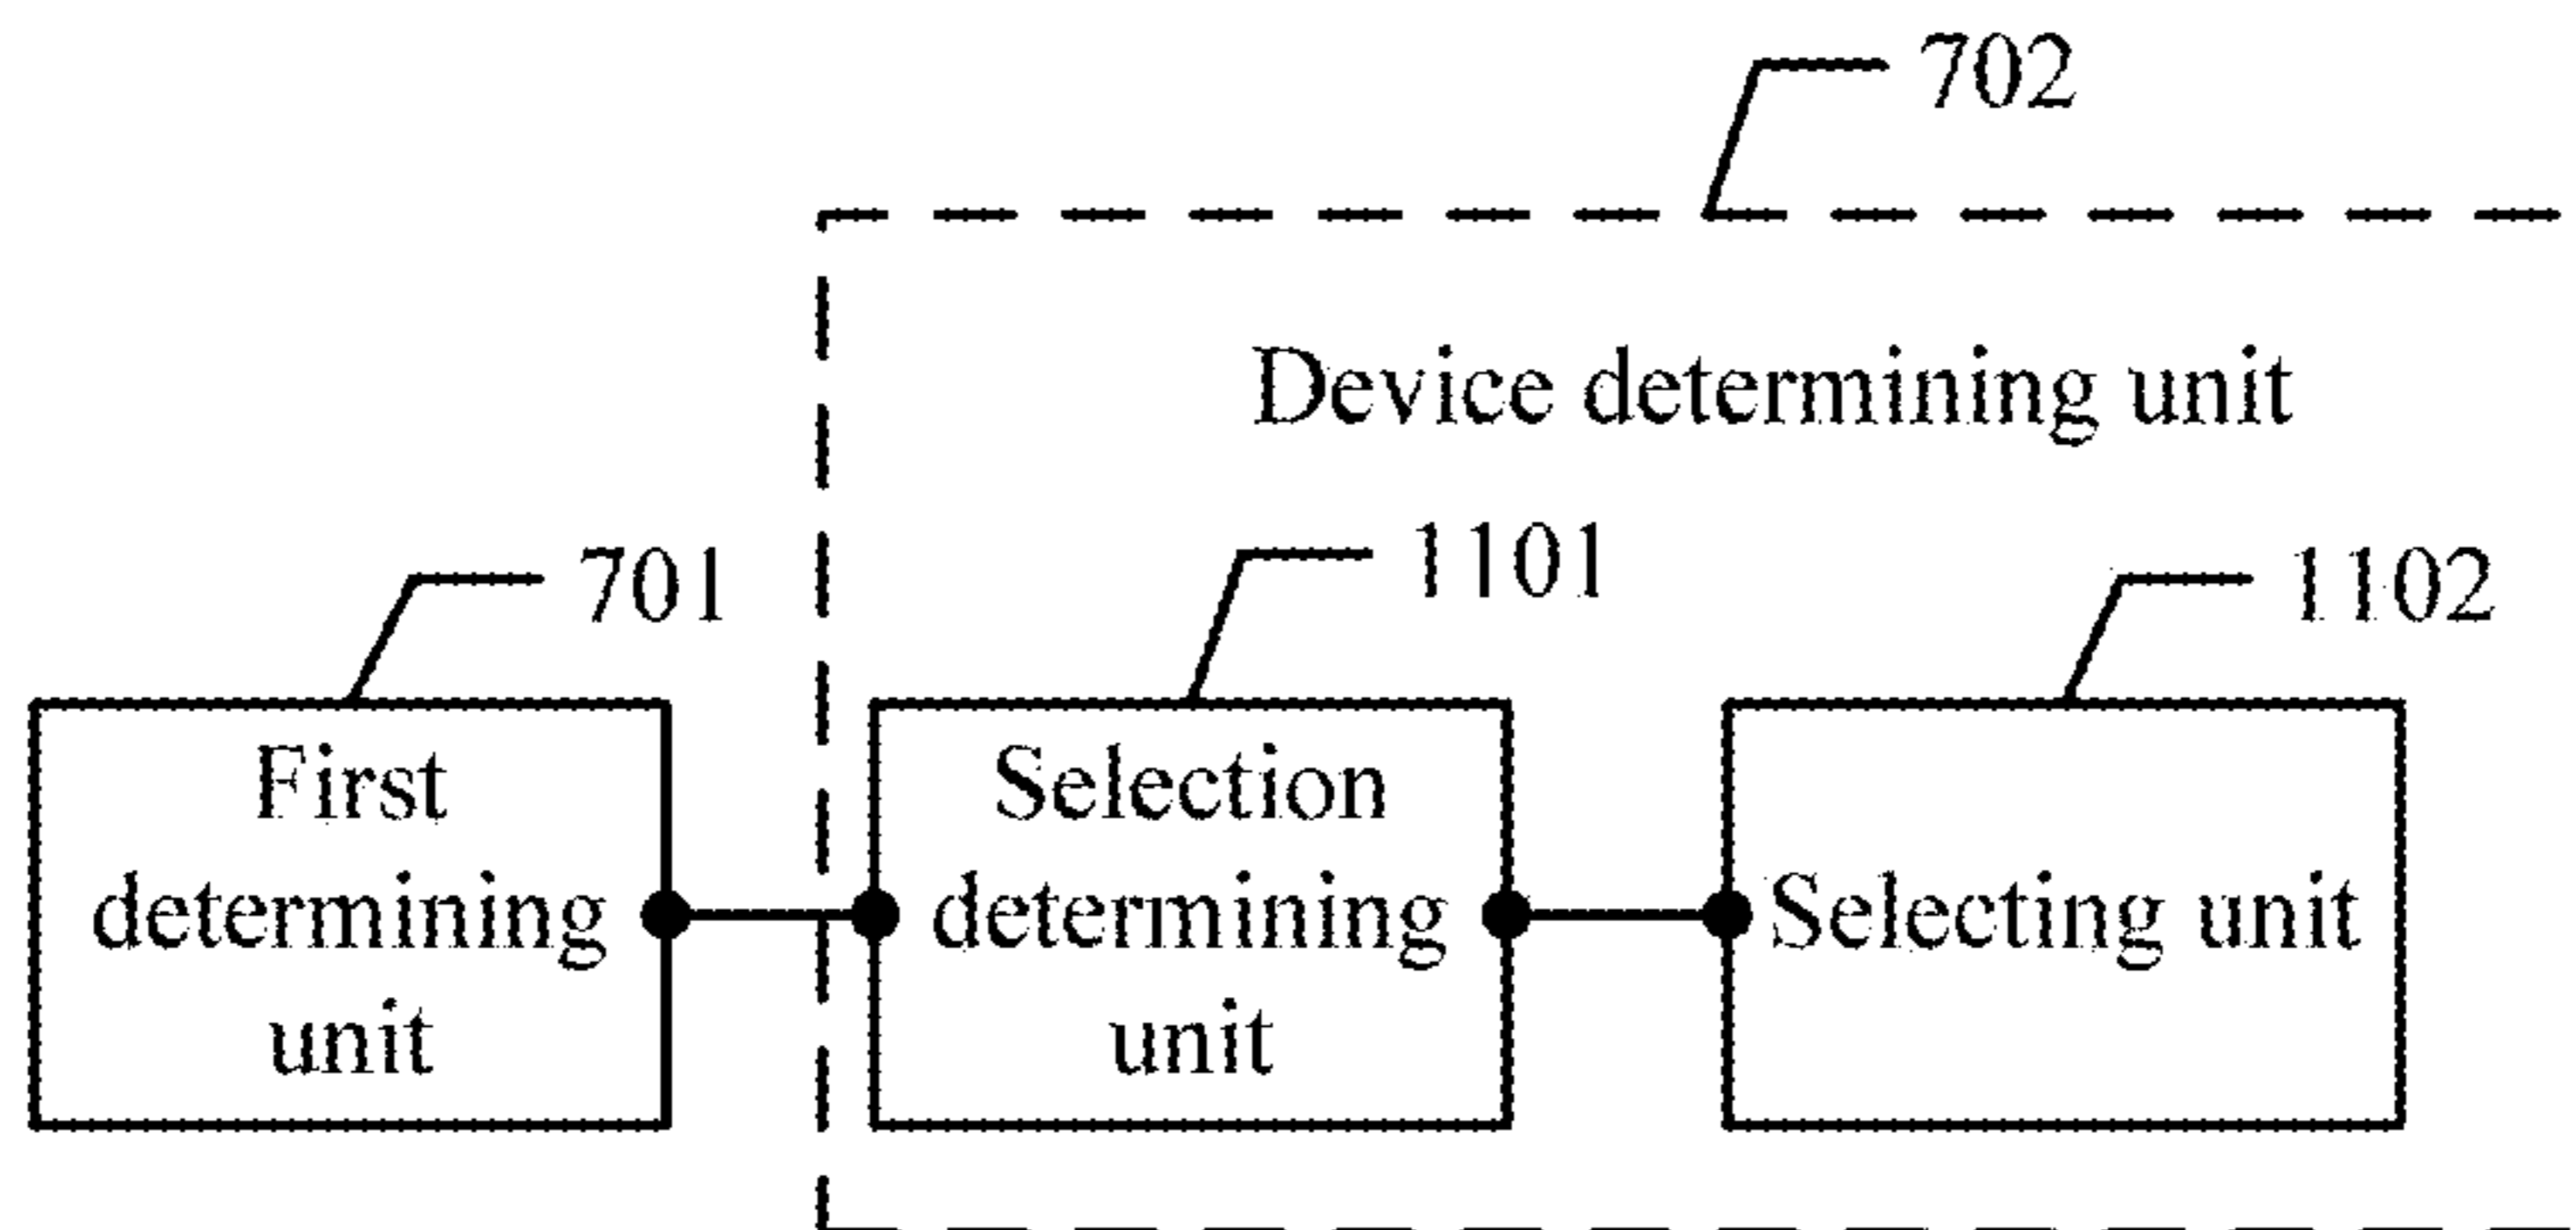 702
Device determining unit
701
1101
1102
First
determining
unit
Selection
determining
unit
Selecting unit